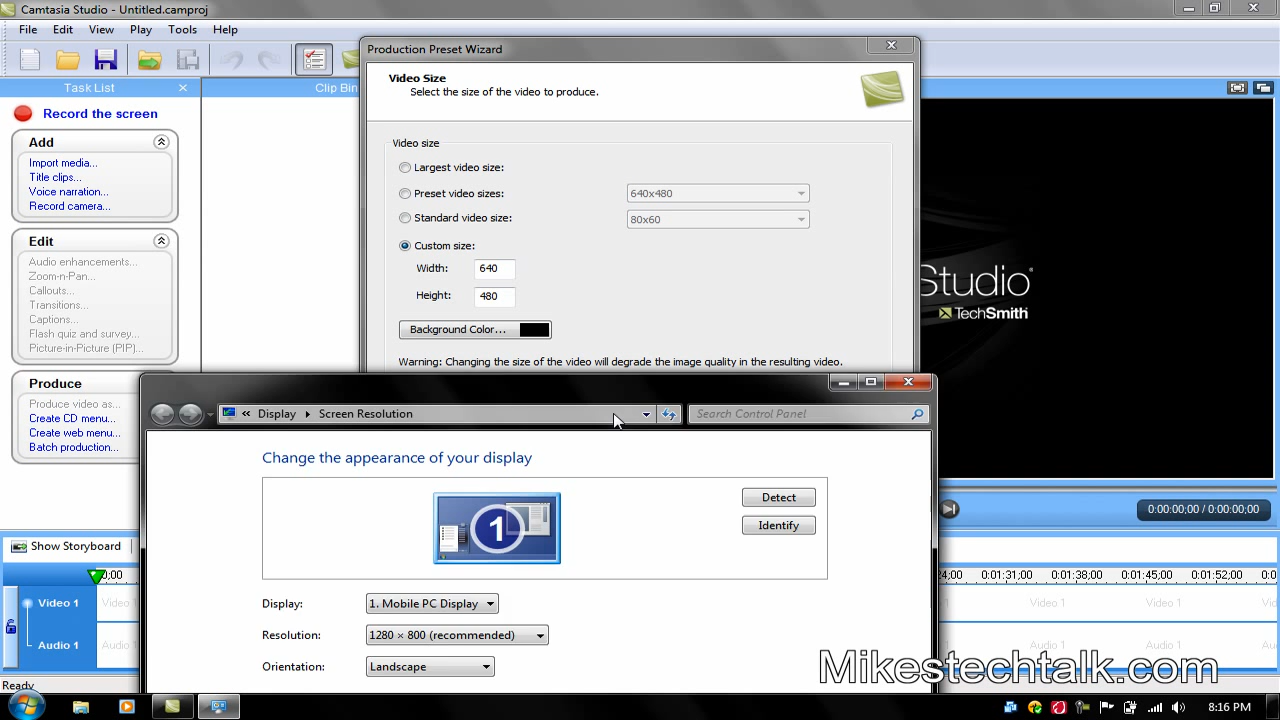 Camtasia Studio - Untitled.camproj
File Edit View Play Tools Help
Task List
Clip Bin
Record the screen
Add
Import media...
Title clips...
Voice narration...
Record camera...
Edit
Audio enhancements...
Zoom-n-Pan...
Callouts...
Transitions...
Captions...
Flash quiz and survey...
Picture-in-Picture (PIP)...
Produce
Produce video as...
Create CD menu...
Create web menu...
Batch production...
Production Preset Wizard
Video Size
Select the size of the video to produce.
Video size
Largest video size:
Preset video sizes: 640x480
Standard video size: 80x60
Custom size:
Width: 640
Height: 480
Background Color...
Warning: Changing the size of the video will degrade the image quality in the resulting video.
Studio®
TechSmith
Display Screen Resolution
Search Control Panel
Change the appearance of your display
1
Detect
Identify
Display: 1. Mobile PC Display
Resolution: 1280 × 800 (recommended)
Orientation: Landscape
0:00:00;00 / 0:00:00:00
Show Storyboard
;00 24;00 0:01:31;00 0:01:38;00 0:01:45;00 0:01:52;00
Video 1 Video 1 Video 1 Video 1
Audio 1 Audio 1 Audio 1
Ready
Mikestechtalk.com
8:16 PM